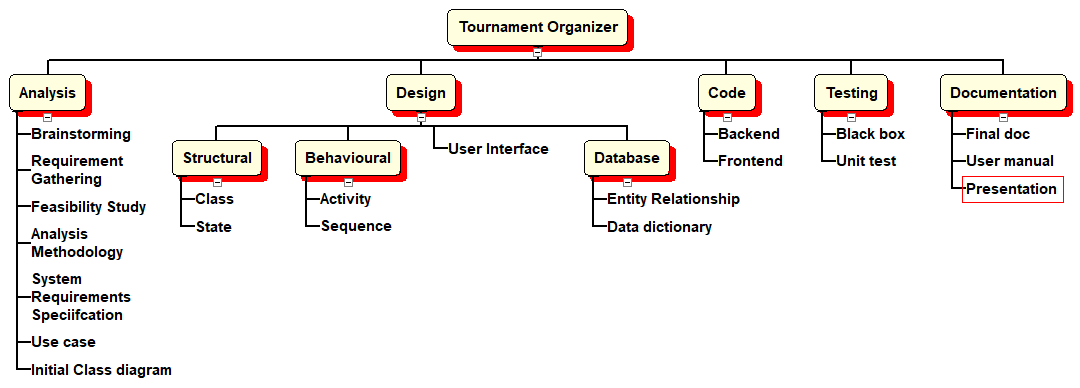 Tournament Organizer
Analysis
Design
Code
Testing
Documentation
Brainstorming
Requirement
Gathering
Feasibility Study
Analysis
Methodology
System
Requirements
Speciifcation
Use case
Initial Class diagram
Structural
Class
State
Behavioural
Activity
Sequence
User Interface
Database
Entity Relationship
Data dictionary
Backend
Frontend
Black box
Unit test
Final doc
User manual
Presentation